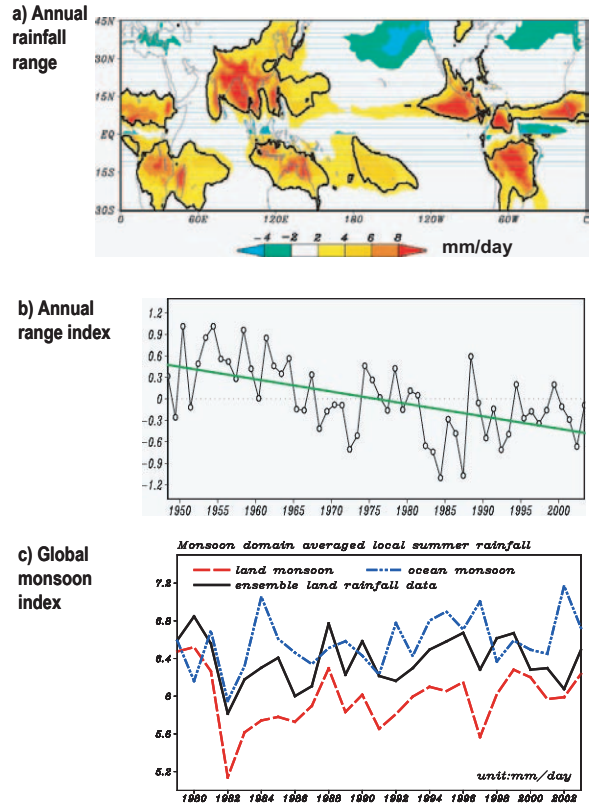 a) Annual
rainfall
range
45N
30N
15N
EQ
15S
30S
0 60E 120E 180 120W 60W
-4 -2 2 4 6 8 mm/day
b) Annual
range index
1.2
0.9
0.6
0.3
0
-0.3
-0.6
-0.9
-1.2
1950 1955 1960 1965 1970 1975 1980 1985 1990 1995 2000
c) Global
monsoon
index
Monsoon domain averaged local summer rainfall
land monsoon ocean monsoon
ensemble land rainfall data
7.2
6.8
6.4
6
5.6
5.2
unit:mm/day
1980 1982 1984 1986 1988 1990 1992 1994 1996 1998 2000 2002